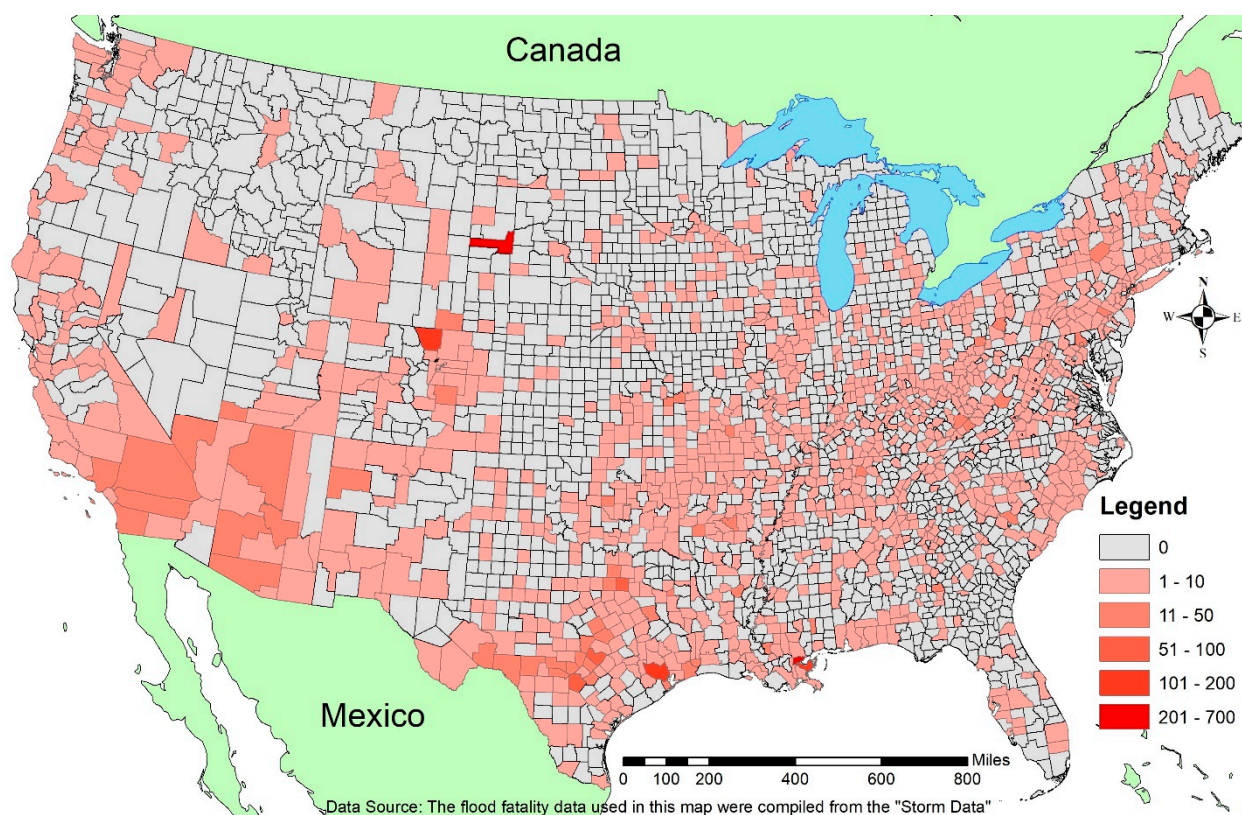 Canada
N
W E
S
Mexico
Legend
0
1 - 10
11 - 50
51 - 100
101 - 200
201 - 700
Miles
0 100 200 400 600 800
Data Source: The flood fatality data used in this map were compiled from the "Storm Data"